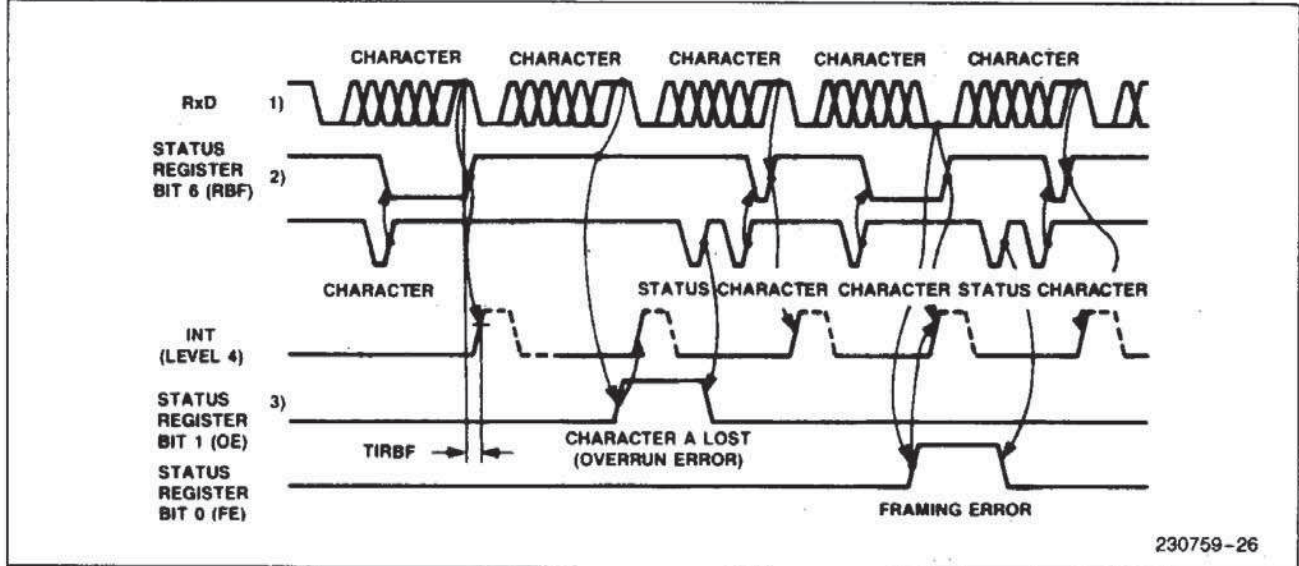 CHARACTER CHARACTER CHARACTER CHARACTER CHARACTER
RxD 1)
STATUS
REGISTER 2)
BIT 6 (RBF)
CHARACTER STATUS CHARACTER CHARACTER STATUS CHARACTER
INT
(LEVEL 4)
STATUS 3)
REGISTER
BIT 1 (OE)
TIRBF
CHARACTER A LOST
(OVERRUN ERROR)
STATUS
REGISTER
BIT 0 (FE)
FRAMING ERROR
230759-26